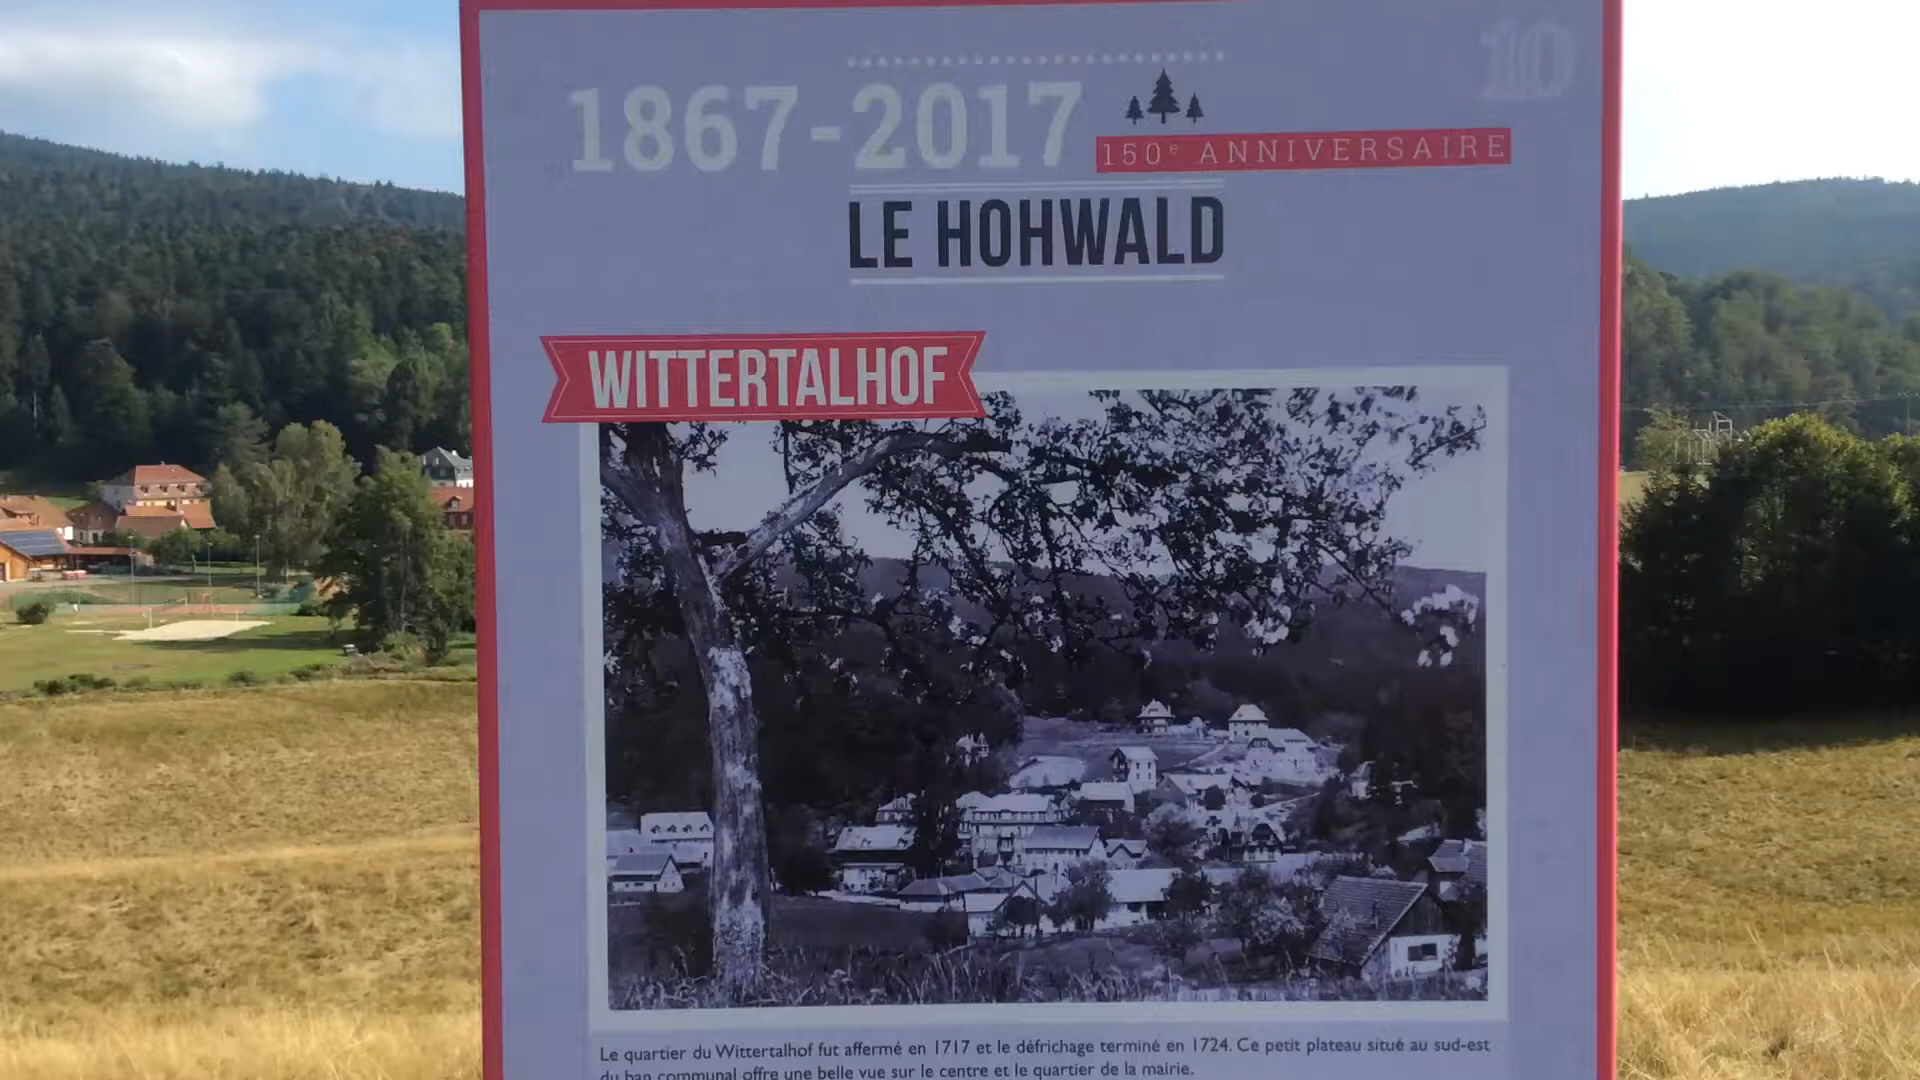 10
1867-2017
150e ANNIVERSAIRE
LE HOHWALD
WITTERTALHOF
Le quartier du Wittertalhof fut affermé en 1717 et le défrichage terminé en 1724. Ce petit plateau situé au sud-est
du ban communal offre une belle vue sur le centre et le quartier de la mairie.